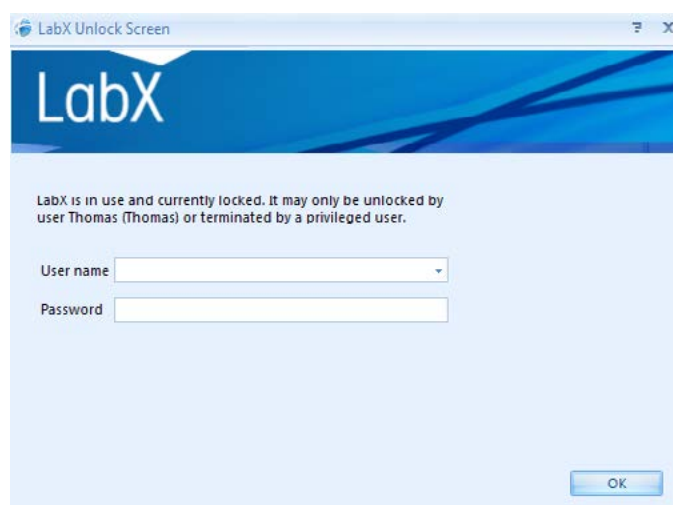 LabX Unlock Screen
LabX
LabX is in use and currently locked. It may only be unlocked by
user Thomas (Thomas) or terminated by a privileged user.
User name
Password
OK